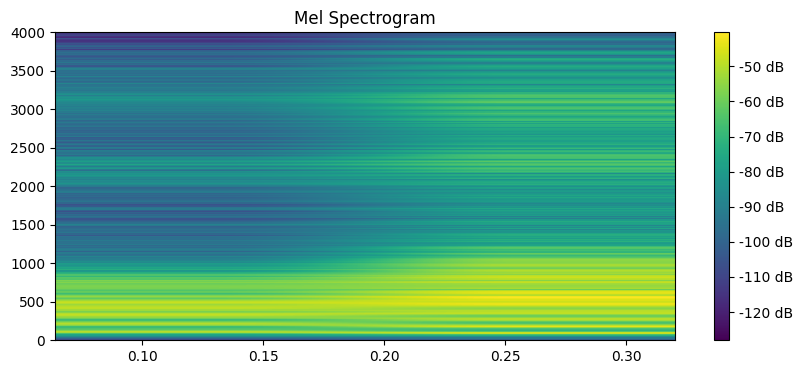 Mel Spectrogram
4000
3500
3000
2500
2000
1500
1000
500
0
0.10 0.15 0.20 0.25 0.30
-50 dB
-60 dB
-70 dB
-80 dB
-90 dB
-100 dB
-110 dB
-120 dB